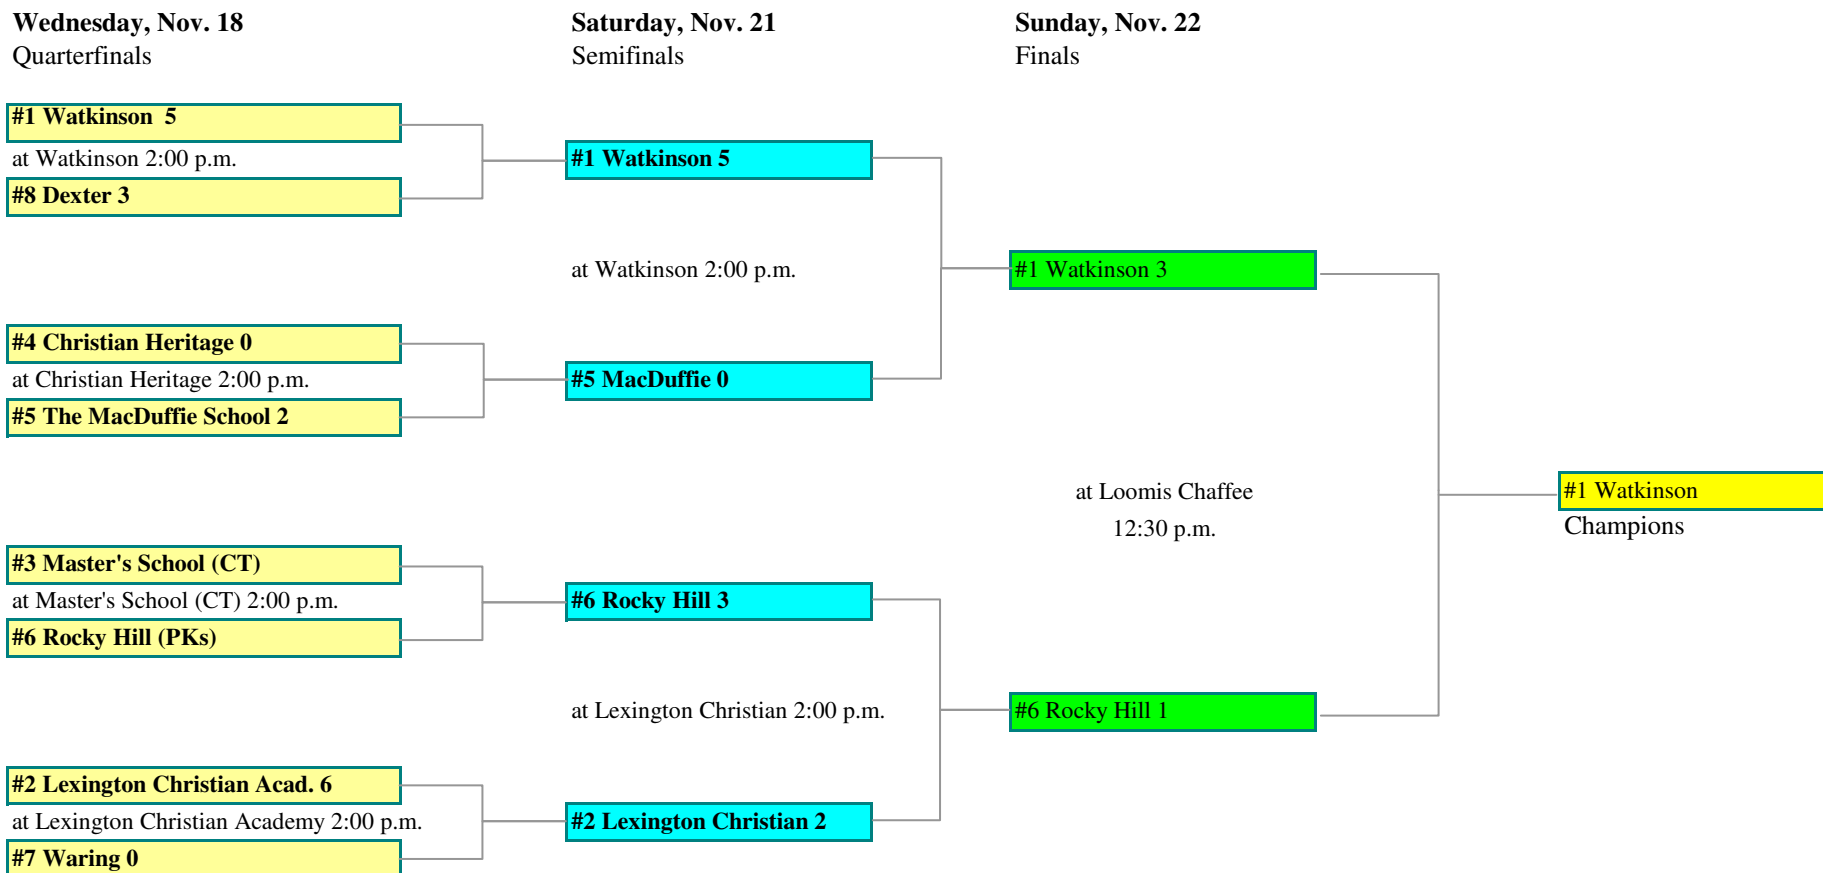 Wednesday, Nov. 18
Quarterfinals
Saturday, Nov. 21
Semifinals
Sunday, Nov. 22
Finals
#1 Watkinson  5
at Watkinson 2:00 p.m.
#8 Dexter 3
#1 Watkinson 5
at Watkinson 2:00 p.m.
#1 Watkinson 3
#4 Christian Heritage 0
at Christian Heritage 2:00 p.m.
#5 The MacDuffie School 2
#5 MacDuffie 0
at Loomis Chaffee
12:30 p.m.
#1 Watkinson
Champions
#3 Master's School (CT)
at Master's School (CT) 2:00 p.m.
#6 Rocky Hill (PKs)
#6 Rocky Hill 3
at Lexington Christian 2:00 p.m.
#6 Rocky Hill 1
#2 Lexington Christian Acad. 6
at Lexington Christian Academy 2:00 p.m.
#7 Waring 0
#2 Lexington Christian 2